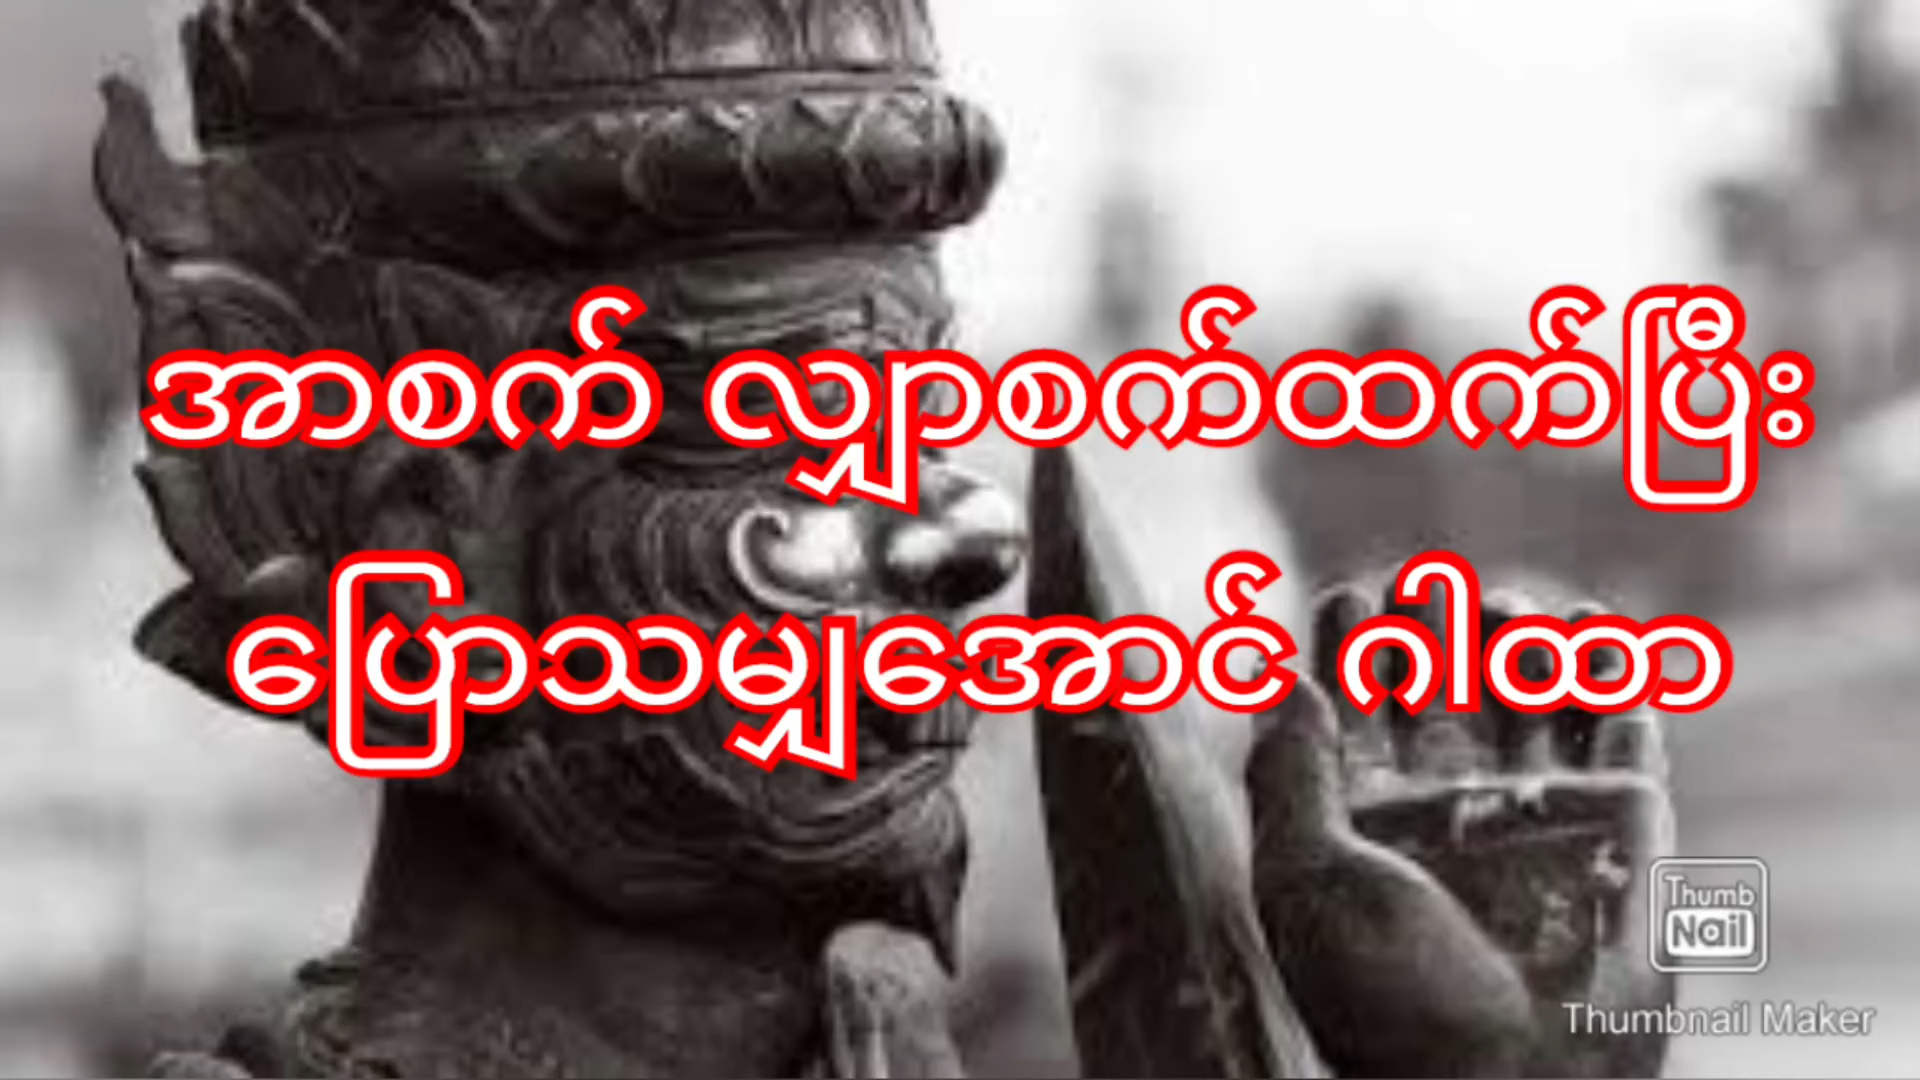 အာစက် လျှာစက်ထက်ပြီး
ပြောသမျှအောင် ဂါထာ
Thumb
Nail
Thumbnail Maker